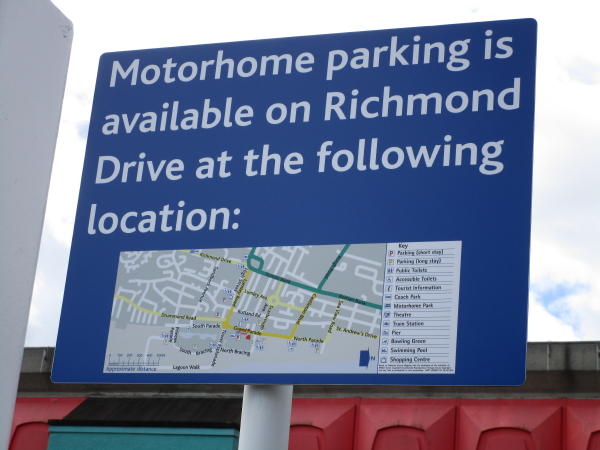 Motorhome parking is
available on Richmond
Drive at the following
location:
Key
Parking (short stay)
Parking (long stay)
Public Toilets
Accessible Toilets
Tourist Information
Coach Park
Motorhome Park
Theatre
Train Station
Pier
Bowling Green
Swimming Pool
Shopping Centre
Richmond Drive
Lumley Ave
Rutland Rd
Drummond Road
South Parade
St. Andrew's Drive
North Parade
South Bracing
North Bracing
Lagoon Walk
Approximate distance
N